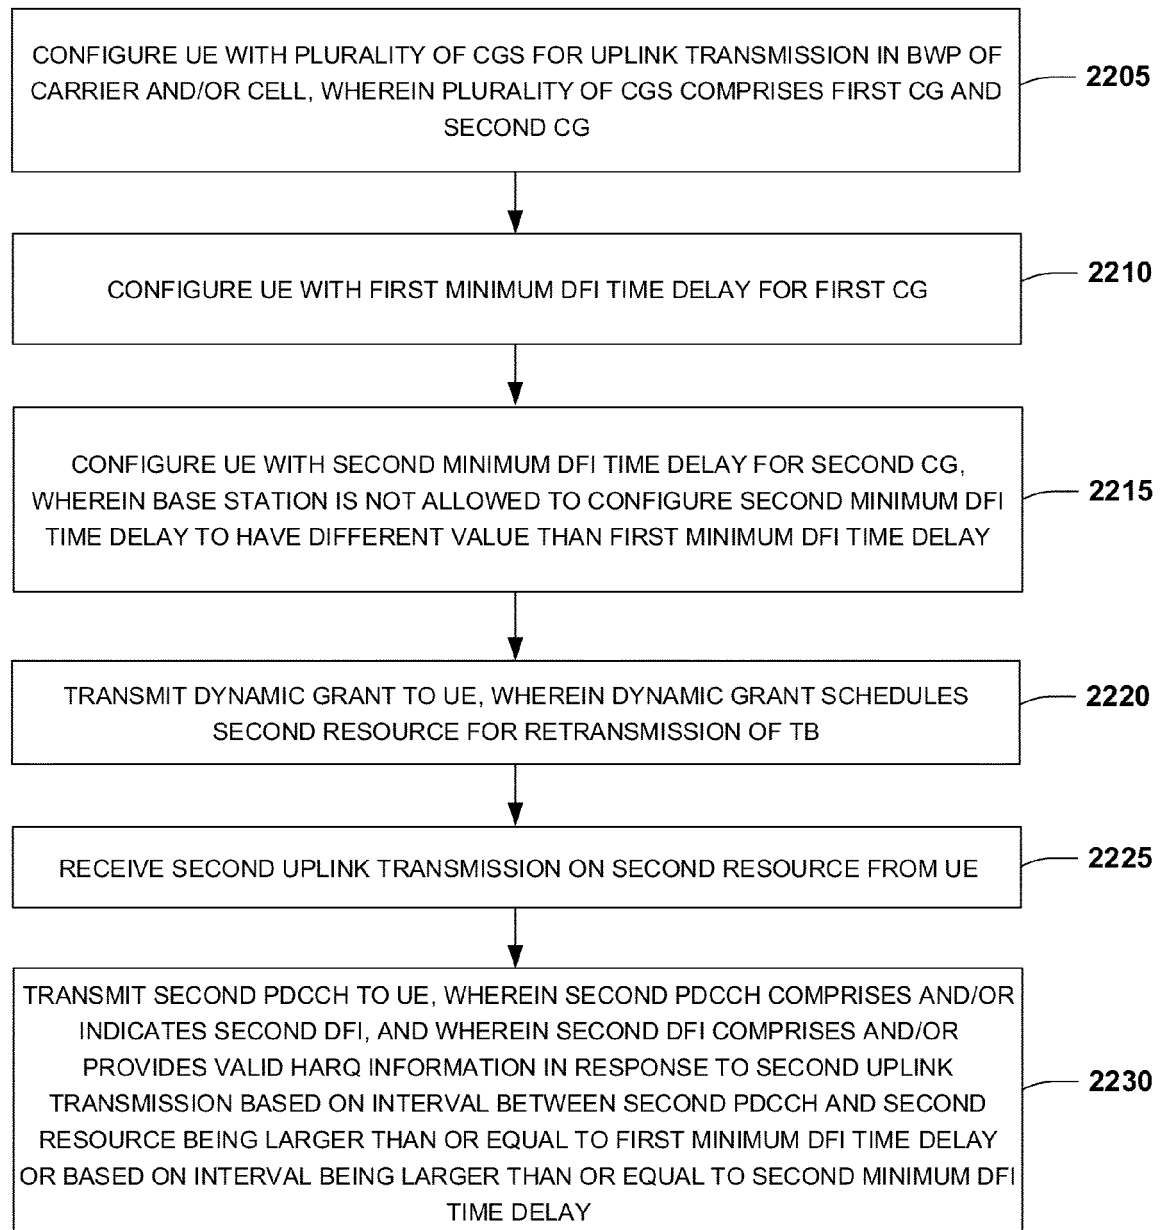 CONFIGURE UE WITH PLURALITY OF CGS FOR UPLINK TRANSMISSION IN BWP OF
CARRIER AND/OR CELL, WHEREIN PLURALITY OF CGS COMPRISES FIRST CG AND
SECOND CG
2205
CONFIGURE UE WITH FIRST MINIMUM DFI TIME DELAY FOR FIRST CG
2210
CONFIGURE UE WITH SECOND MINIMUM DFI TIME DELAY FOR SECOND CG,
WHEREIN BASE STATION IS NOT ALLOWED TO CONFIGURE SECOND MINIMUM DFI
TIME DELAY TO HAVE DIFFERENT VALUE THAN FIRST MINIMUM DFI TIME DELAY
2215
TRANSMIT DYNAMIC GRANT TO UE, WHEREIN DYNAMIC GRANT SCHEDULES
SECOND RESOURCE FOR RETRANSMISSION OF TB
2220
RECEIVE SECOND UPLINK TRANSMISSION ON SECOND RESOURCE FROM UE
2225
TRANSMIT SECOND PDCCH TO UE, WHEREIN SECOND PDCCH COMPRISES AND/OR
INDICATES SECOND DFI, AND WHEREIN SECOND DFI COMPRISES AND/OR
PROVIDES VALID HARQ INFORMATION IN RESPONSE TO SECOND UPLINK
TRANSMISSION BASED ON INTERVAL BETWEEN SECOND PDCCH AND SECOND
RESOURCE BEING LARGER THAN OR EQUAL TO FIRST MINIMUM DFI TIME DELAY
OR BASED ON INTERVAL BEING LARGER THAN OR EQUAL TO SECOND MINIMUM DFI
TIME DELAY
2230